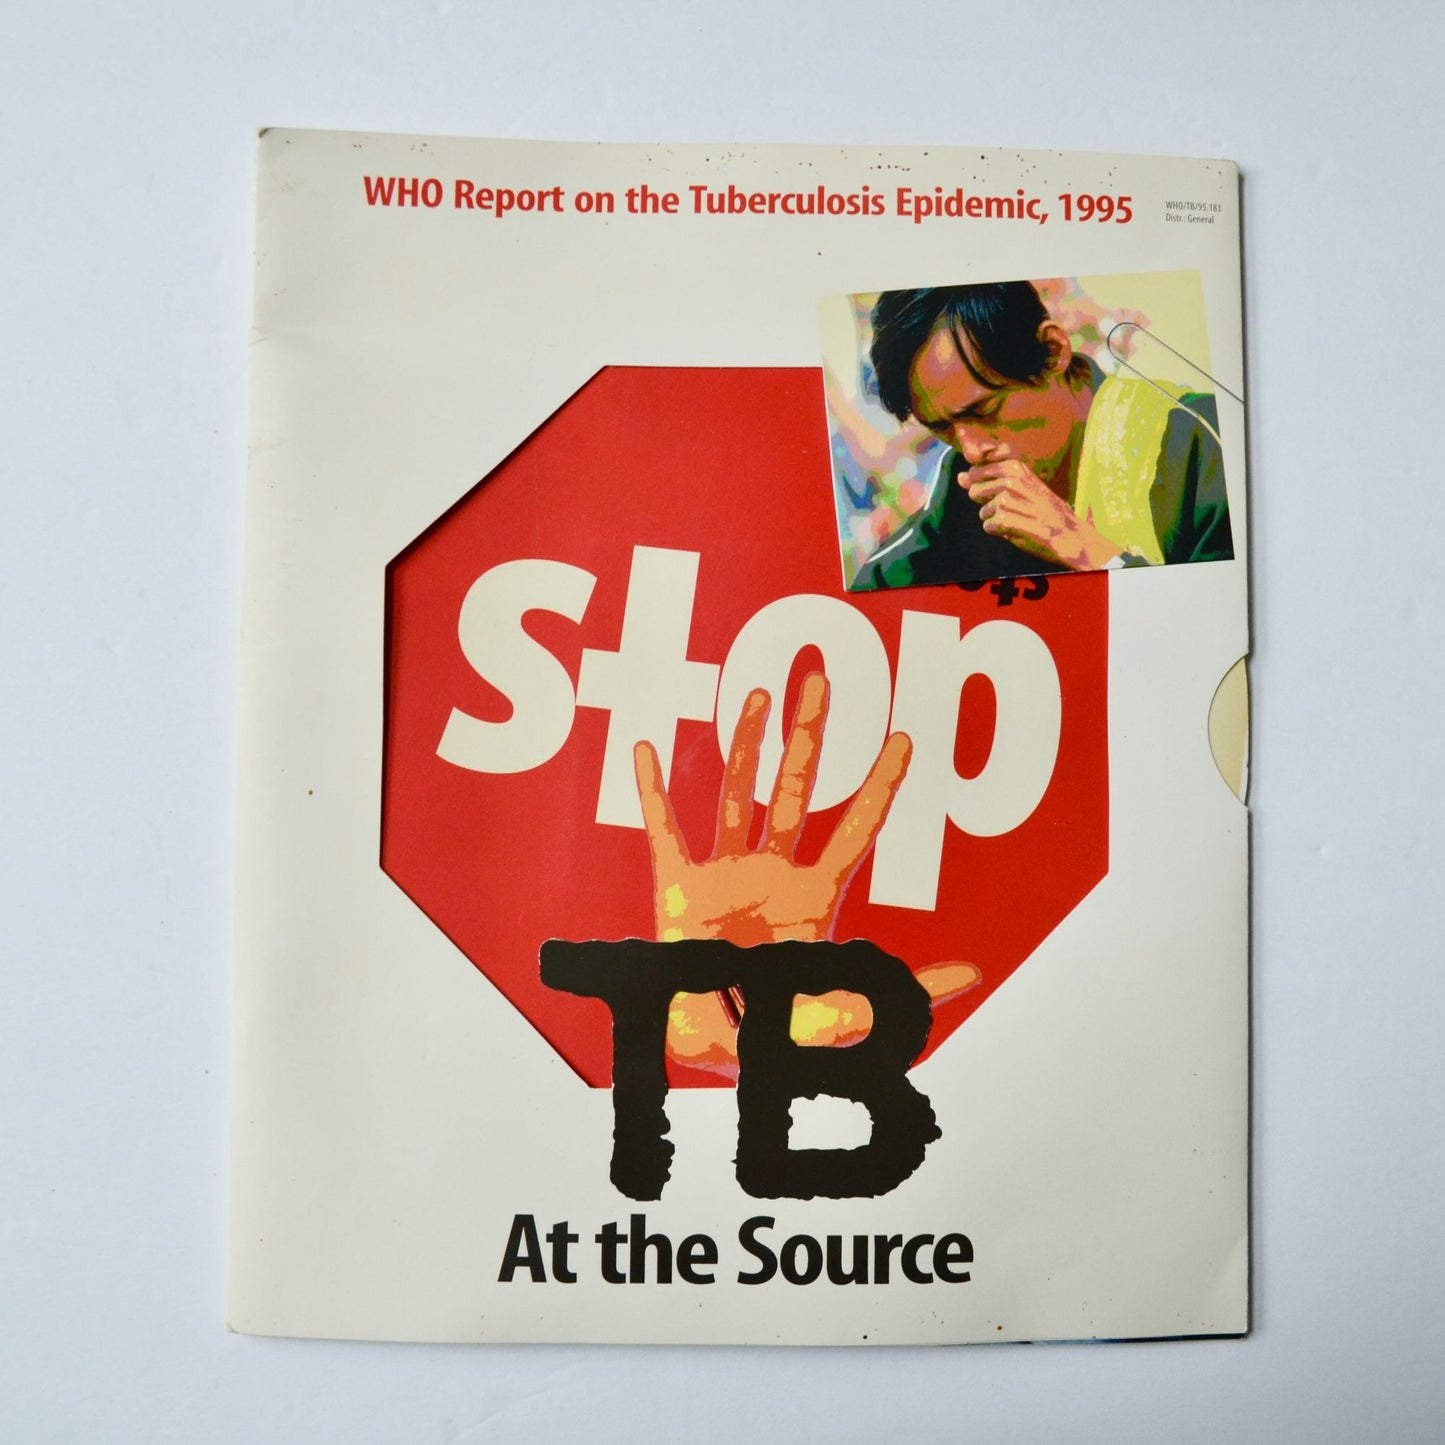 WHO Report on the Tuberculosis Epidemic, 1995
WHO/TB/95.183
Distr.: General
stop
TB
At the Source